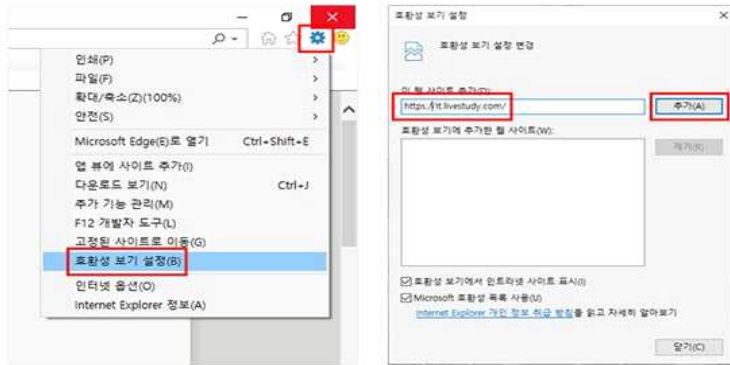 인쇄(P)
파일(F)
확대/축소(Z)(100%)
안전(S)
Microsoft Edge(E)로 열기 Ctrl+Shift+E
앱 뷰에 사이트 추가(I)
다운로드 보기(N) Ctrl+J
추가 기능 관리(M)
F12 개발자 도구(L)
고정된 사이트로 이동(G)
호환성 보기 설정(B)
인터넷 옵션(O)
Internet Explorer 정보(A)
호환성 보기 설정
호환성 보기 설정 변경
이 웹 사이트 추가(D):
livestudy.com/
추가(A)
호환성 보기에 추가한 웹 사이트(W):
제거(R)
호환성 보기에서 인트라넷 사이트 표시(I)
Microsoft 호환성 목록 사용(U)
Internet Explorer 개인 정보 취급 방침을 읽고 자세히 알아보기
닫기(C)